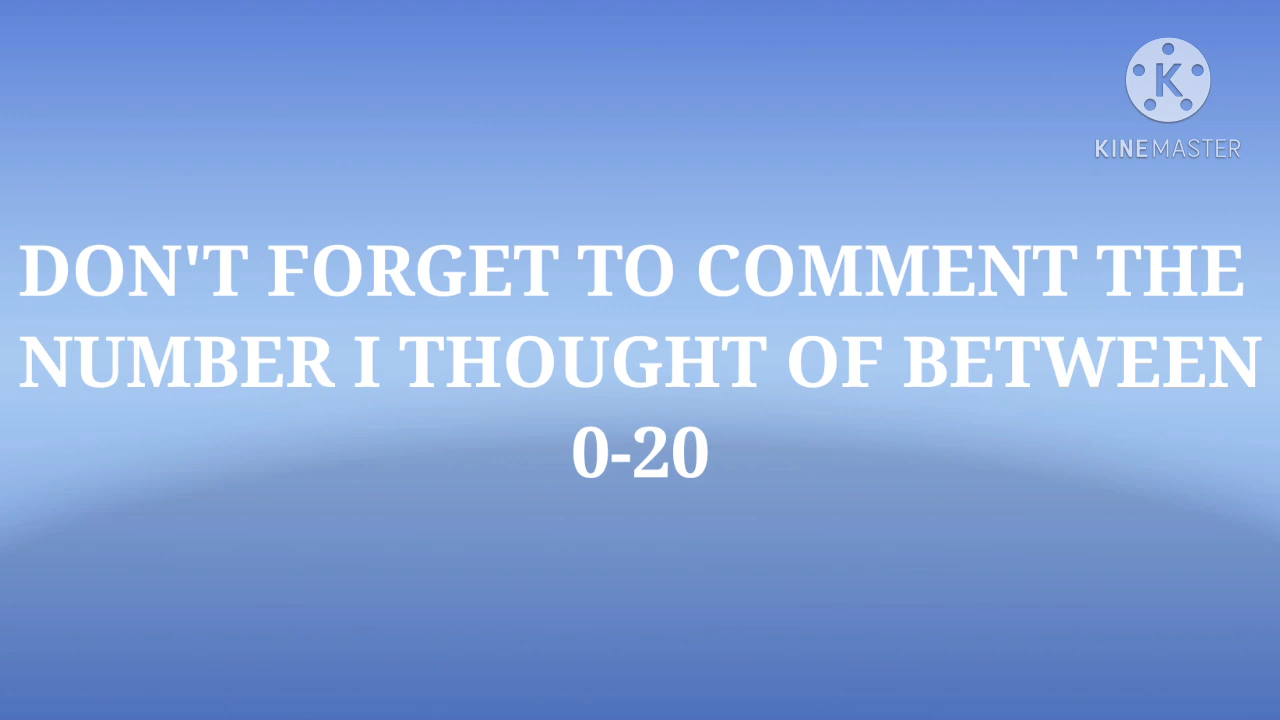 K
KINEMASTER
DON'T FORGET TO COMMENT THE
NUMBER I THOUGHT OF BETWEEN
0-20